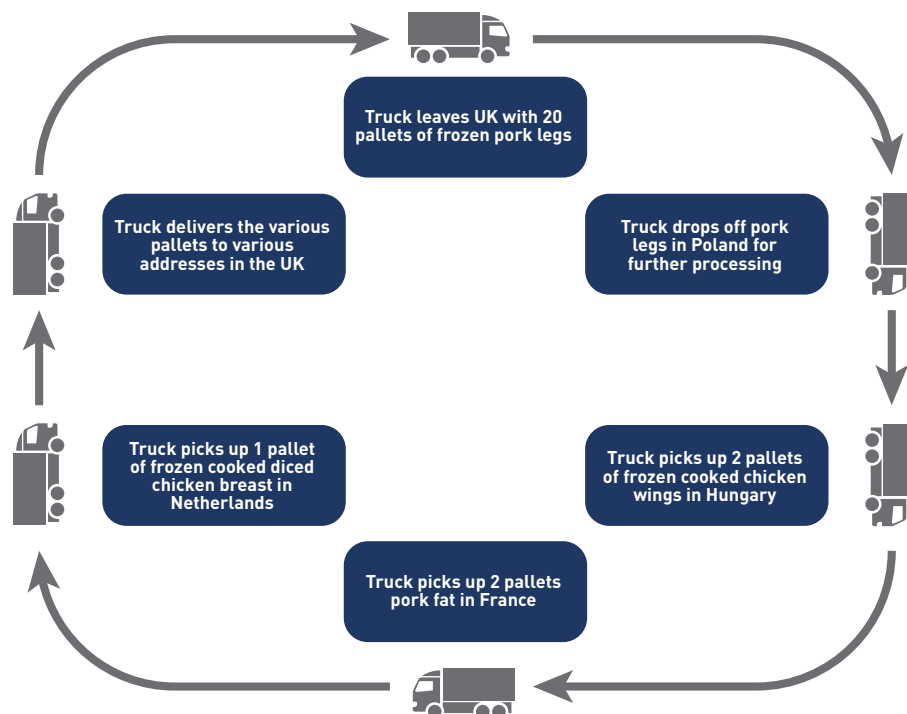 Truck leaves UK with 20
pallets of frozen pork legs
Truck drops off pork
legs in Poland for
further processing
Truck picks up 2 pallets
of frozen cooked chicken
wings in Hungary
Truck picks up 2 pallets
pork fat in France
Truck picks up 1 pallet
of frozen cooked diced
chicken breast in
Netherlands
Truck delivers the various
pallets to various
addresses in the UK